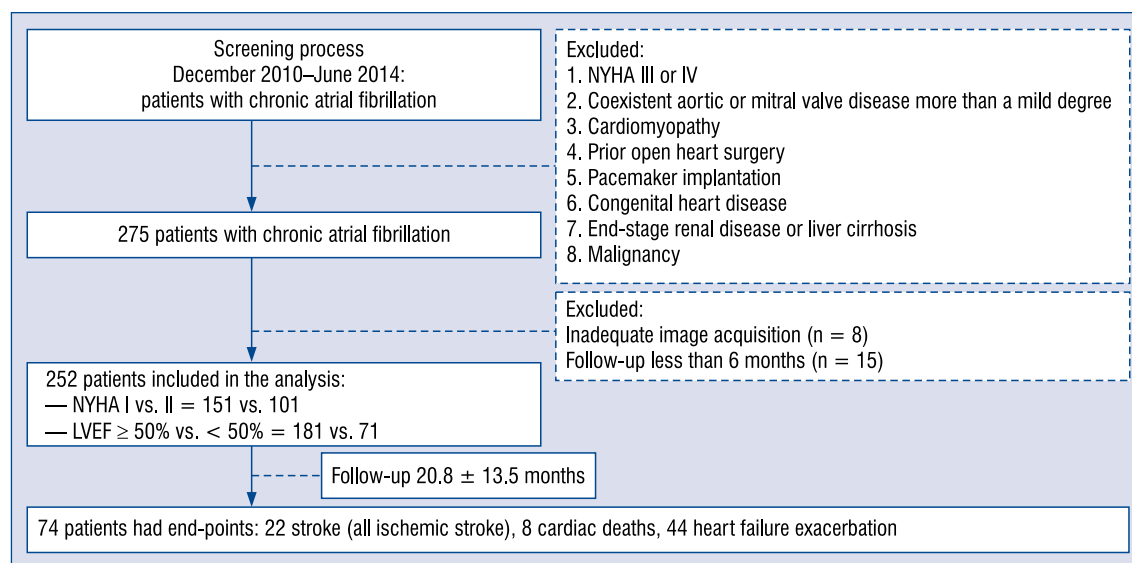 Screening process
December 2010–June 2014:
patients with chronic atrial fibrillation
Excluded:
1. NYHA III or IV
2. Coexistent aortic or mitral valve disease more than a mild degree
3. Cardiomyopathy
4. Prior open heart surgery
5. Pacemaker implantation
6. Congenital heart disease
7. End-stage renal disease or liver cirrhosis
8. Malignancy
275 patients with chronic atrial fibrillation
Excluded:
Inadequate image acquisition (n = 8)
Follow-up less than 6 months (n = 15)
252 patients included in the analysis:
— NYHA I vs. II = 151 vs. 101
— LVEF ≥ 50% vs. < 50% = 181 vs. 71
Follow-up 20.8 ± 13.5 months
74 patients had end-points: 22 stroke (all ischemic stroke), 8 cardiac deaths, 44 heart failure exacerbation